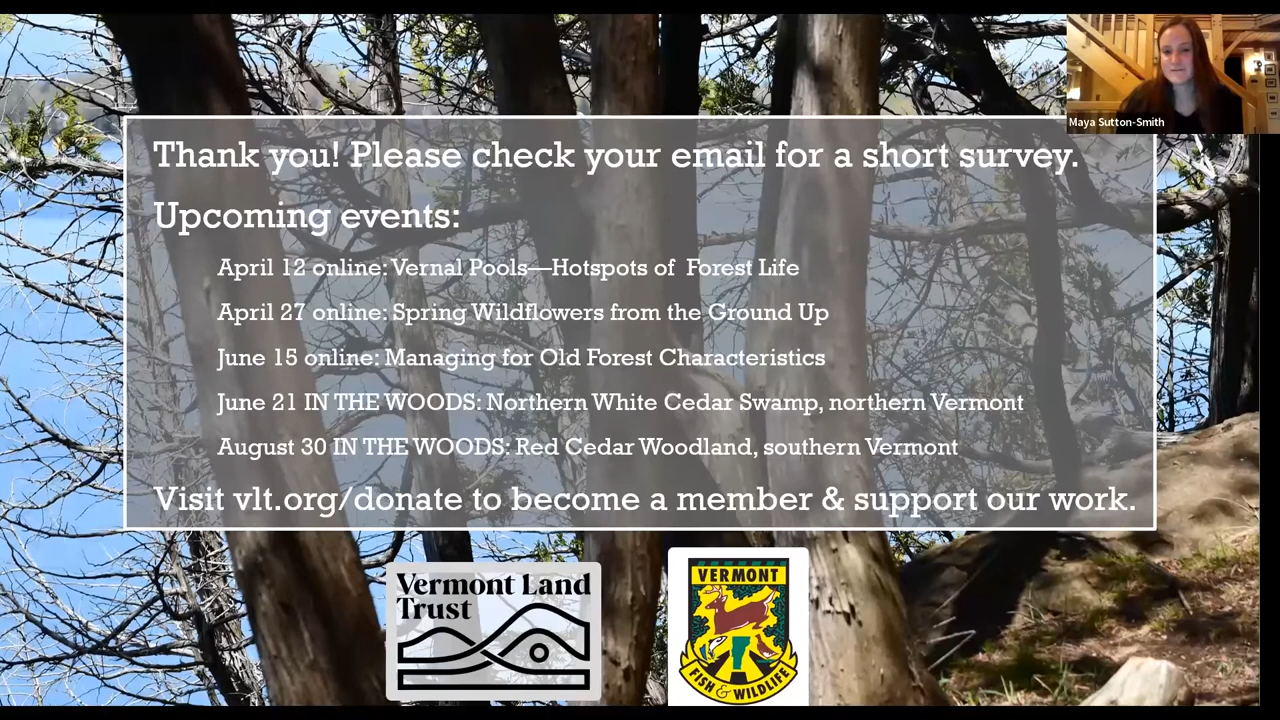 Maya Sutton-Smith
Thank you! Please check your email for a short survey.
Upcoming events:
April 12 online: Vernal Pools—Hotspots of Forest Life
April 27 online: Spring Wildflowers from the Ground Up
June 15 online: Managing for Old Forest Characteristics
June 21 IN THE WOODS: Northern White Cedar Swamp, northern Vermont
August 30 IN THE WOODS: Red Cedar Woodland, southern Vermont
Visit vlt.org/donate to become a member & support our work.
Vermont Land
Trust
VERMONT
FISH & WILDLIFE